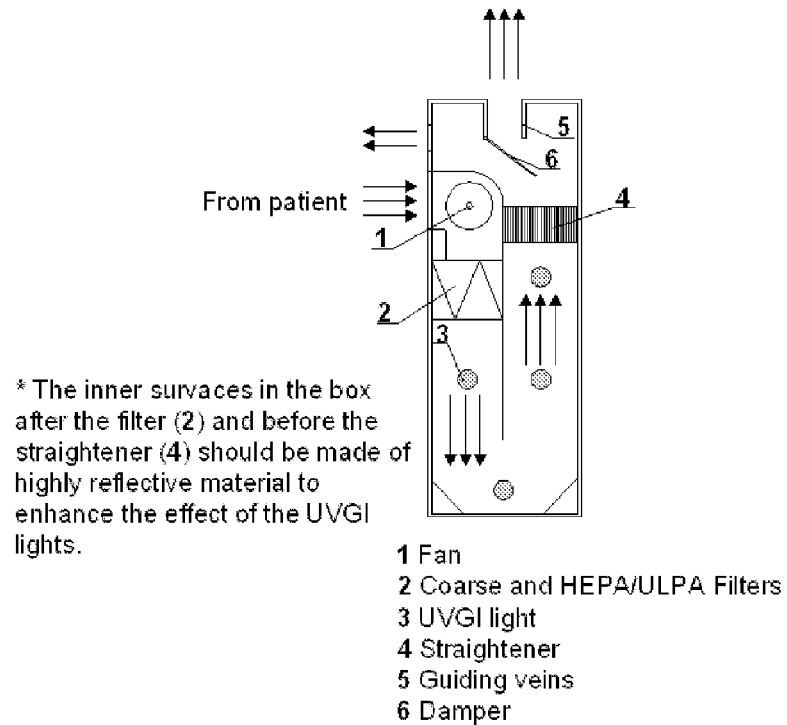 5
6
From patient
4
1
2
3
* The inner survaces in the box
after the filter (2) and before the
straightener (4) should be made of
highly reflective material to
enhance the effect of the UVGI
lights.
1 Fan
2 Coarse and HEPA/ULPA Filters
3 UVGI light
4 Straightener
5 Guiding veins
6 Damper